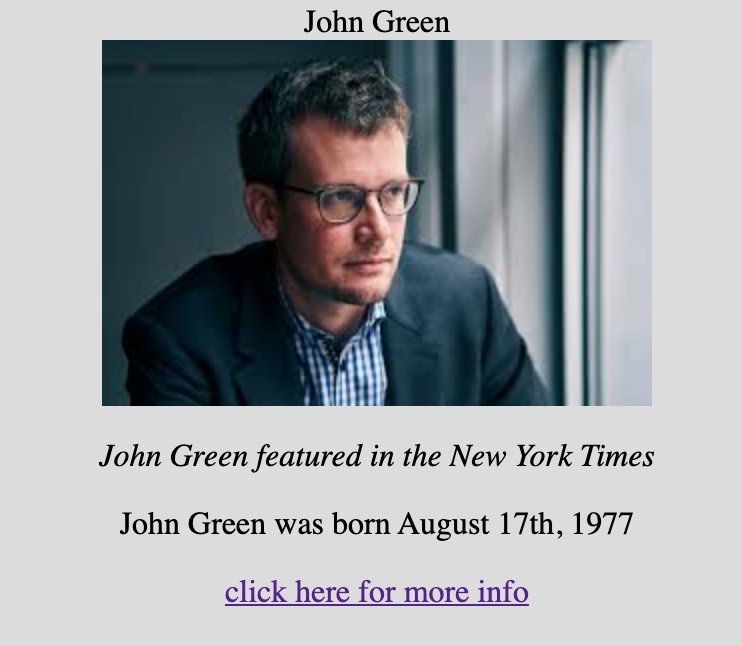 John Green
John Green featured in the New York Times
John Green was born August 17th, 1977
click here for more info